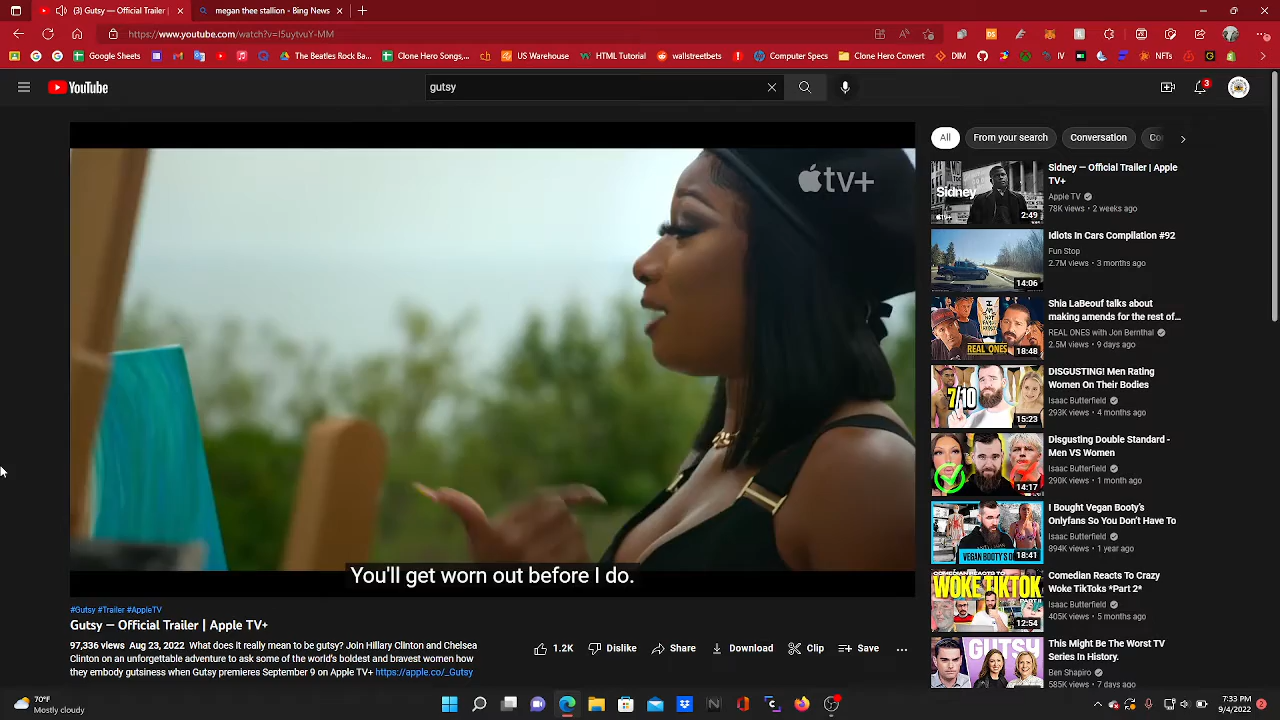 (3) Gutsy — Official Trailer |
megan thee stallion - Bing News
https://www.youtube.com/watch?v=I5uytvuY-MM
Google Sheets
The Beatles Rock Ba...
Clone Hero Songs,...
US Warehouse
HTML Tutorial
wallstreetbets
Computer Specs
Clone Hero Convert
DIM
IV
NFTs
YouTube
gutsy
3
tv+
You'll get worn out before I do.
#Gutsy #Trailer #AppleTV
Gutsy — Official Trailer | Apple TV+
97,336 views Aug 23, 2022 What does it really mean to be gutsy? Join Hillary Clinton and Chelsea
Clinton on an unforgettable adventure to ask some of the world's boldest and bravest women how
they embody gutsiness when Gutsy premieres September 9 on Apple TV+ https://apple.co/_Gutsy
1.2K
Dislike
Share
Download
Clip
Save
All
From your search
Conversation
Sidney
2:49
Sidney — Official Trailer | Apple
TV+
Apple TV
78K views • 2 weeks ago
14:06
Idiots In Cars Compilation #92
Fun Stop
2.7M views • 3 months ago
REAL ONES
18:48
Shia LaBeouf talks about
making amends for the rest of...
REAL ONES with Jon Bernthal
2.5M views • 9 days ago
7/10
15:23
DISGUSTING! Men Rating
Women On Their Bodies
Isaac Butterfield
293K views • 4 months ago
14:17
Disgusting Double Standard -
Men VS Women
Isaac Butterfield
290K views • 1 month ago
18:41
I Bought Vegan Booty's
Onlyfans So You Don't Have To
Isaac Butterfield
894K views • 1 year ago
WOKE TIKTOK
12:54
Comedian Reacts To Crazy
Woke TikToks *Part 2*
Isaac Butterfield
405K views • 5 months ago
GUTSY
This Might Be the Worst TV
Series In History.
Ben Shapiro
585K views • 7 days ago
70°F
Mostly cloudy
7:33 PM
9/4/2022